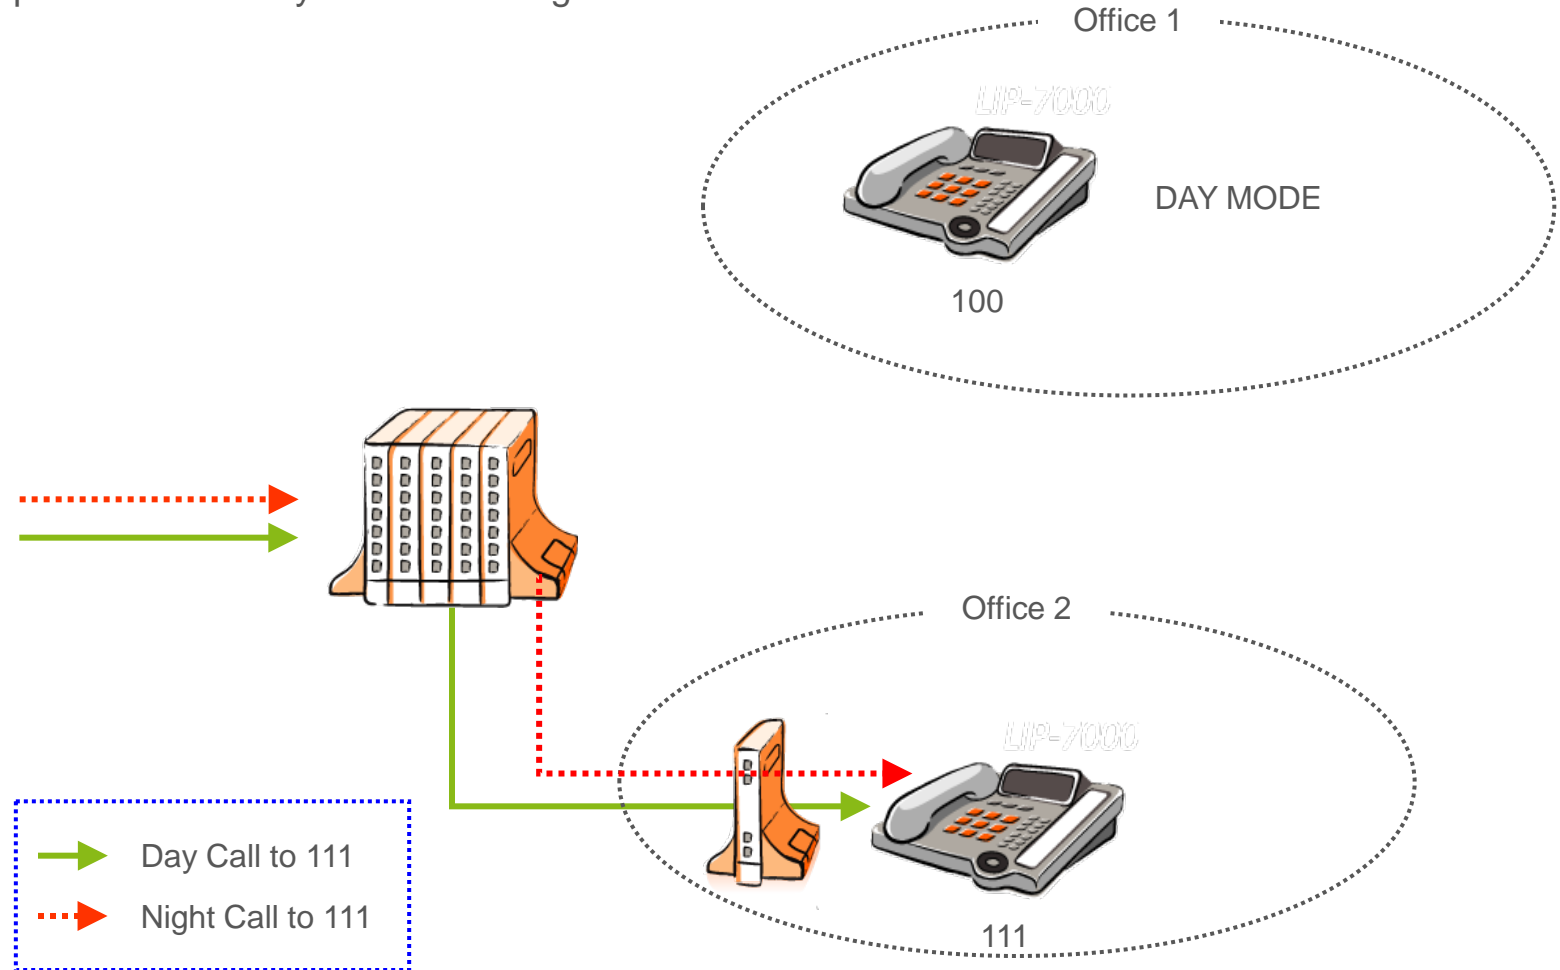 Office 1
LIP-7000
DAY MODE
100
Office 2
LIP-7000
Day Call to 111
Night Call to 111
111